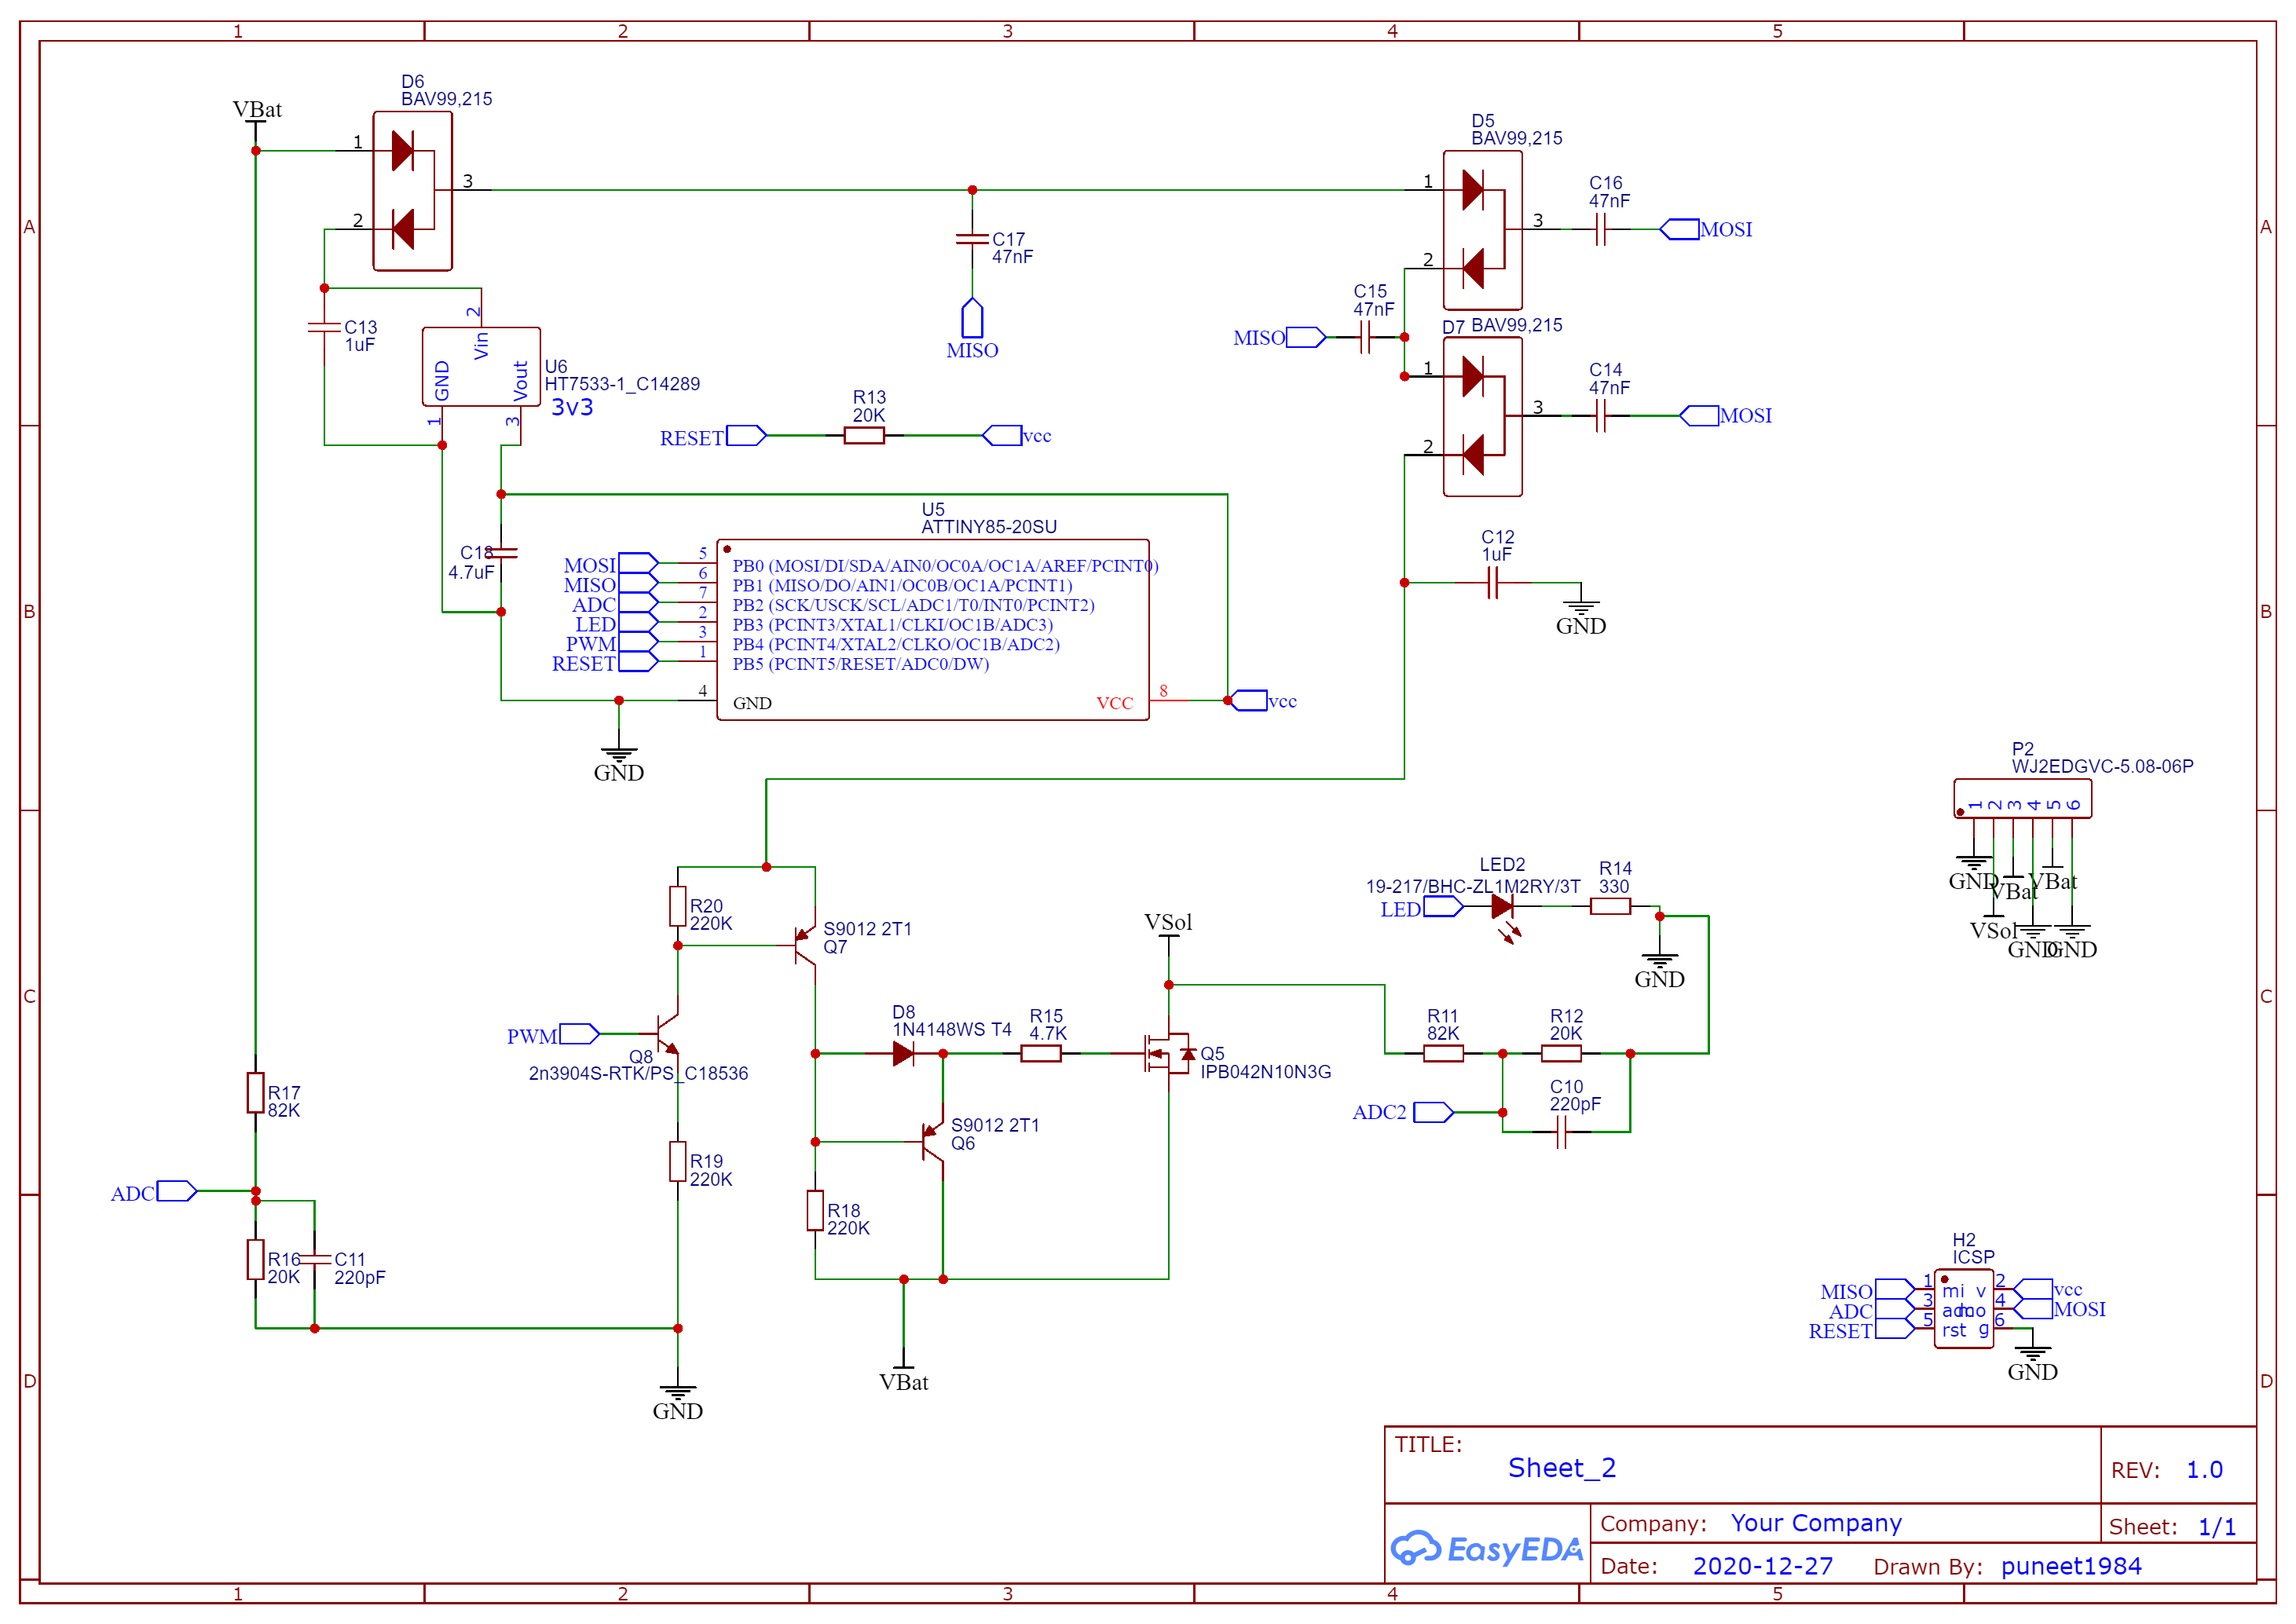 1 2 3 4 5
A
B
C
D
A
B
C
D
VBat
D6
BAV99,215
1
2
3
C13
1uF
2
Vin
GND
Vout
1
3
U6
HT7533-1_C14289
3v3
C17
47nF
MISO
D5
BAV99,215
1
2
3
C16
47nF
MOSI
C15
47nF
MISO
D7 BAV99,215
1
2
3
C14
47nF
MOSI
R13
20K
RESET
vcc
C18
4.7uF
U5
ATTINY85-20SU
MOSI 5 PB0 (MOSI/DI/SDA/AIN0/OC0A/OC1A/AREF/PCINT0)
MISO 6 PB1 (MISO/DO/AIN1/OC0B/OC1A/PCINT1)
ADC 7 PB2 (SCK/USCK/SCL/ADC1/T0/INT0/PCINT2)
LED 2 PB3 (PCINT3/XTAL1/CLKI/OC1B/ADC3)
PWM 3 PB4 (PCINT4/XTAL2/CLKO/OC1B/ADC2)
RESET 1 PB5 (PCINT5/RESET/ADC0/DW)
4 GND VCC 8 vcc
GND
C12
1uF
GND
P2
WJ2EDGVC-5.08-06P
1 2 3 4 5 6
GND
VBat
VBat
VSol
GND
GND
R20
220K
S9012 2T1
Q7
PWM
Q8
2n3904S-RTK/PS_C18536
R19
220K
D8
1N4148WS T4
R15
4.7K
S9012 2T1
Q6
R18
220K
VSol
Q5
IPB042N10N3G
LED2
19-217/BHC-ZL1M2RY/3T
LED
R14
330
GND
R11
82K
R12
20K
C10
220pF
ADC2
R17
82K
ADC
R16
20K
C11
220pF
GND
VBat
H2
ICSP
MISO 1 mi v 2 vcc
ADC 3 adc mo 4 MOSI
RESET 5 rst g 6
GND
TITLE:
Sheet_2
REV: 1.0
EasyEDA
Company: Your Company
Sheet: 1/1
Date: 2020-12-27 Drawn By: puneet1984
1 2 3 4 5